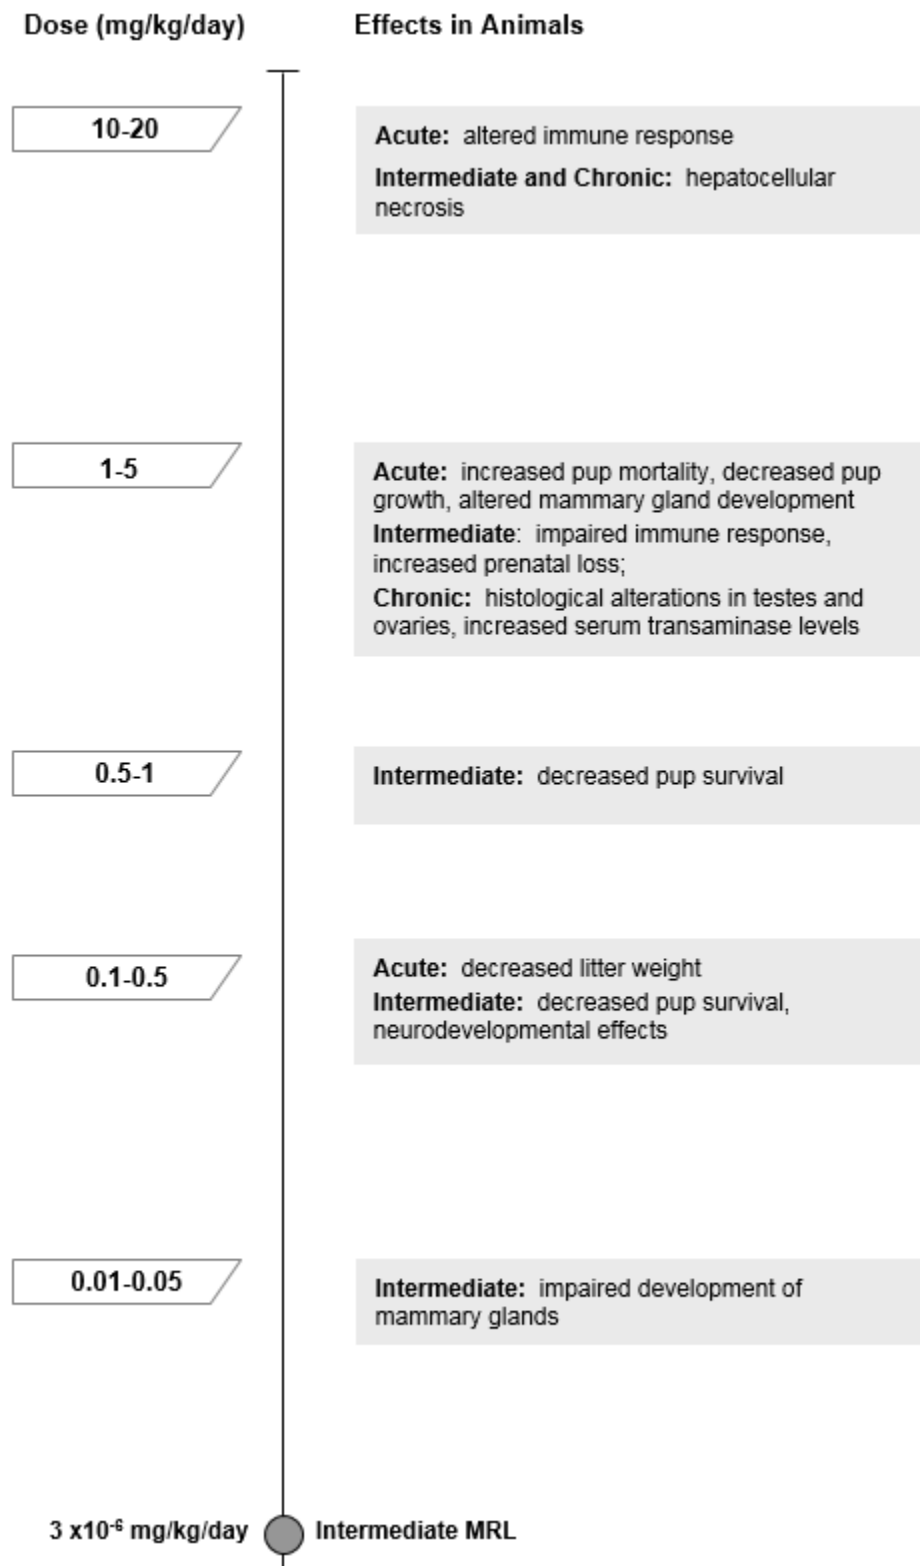 Dose (mg/kg/day) Effects in Animals
10-20
Acute: altered immune response
Intermediate and Chronic: hepatocellular
necrosis
1-5
Acute: increased pup mortality, decreased pup
growth, altered mammary gland development
Intermediate: impaired immune response,
increased prenatal loss;
Chronic: histological alterations in testes and
ovaries, increased serum transaminase levels
0.5-1
Intermediate: decreased pup survival
0.1-0.5
Acute: decreased litter weight
Intermediate: decreased pup survival,
neurodevelopmental effects
0.01-0.05
Intermediate: impaired development of
mammary glands
3 x10⁻⁶ mg/kg/day Intermediate MRL